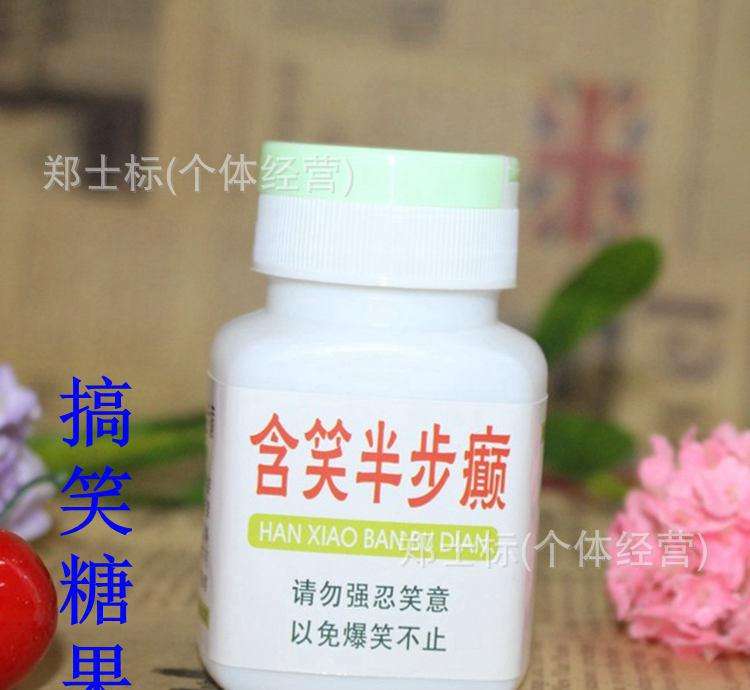 郑士标(个体经营)
搞笑糖果
含笑半步癫
HAN XIAO BAN BU DIAN
郑士标(个体经营)
请勿强忍笑意
以免爆笑不止